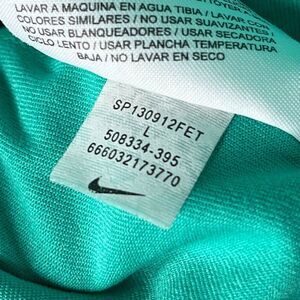 LAVAR A MAQUINA EN AGUA TIBIA / LAVAR CON
COLORES SIMILARES / NO USAR SUAVIZANTES /
NO USAR BLANQUEADORES / USAR SECADORA
CICLO LENTO / USAR PLANCHA TEMPERATURA
BAJA / NO LAVAR EN SECO
SP130912FET
L
508334-395
666032173770